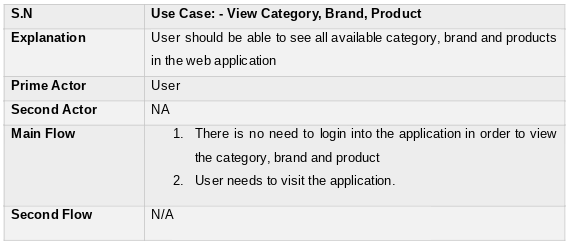 S.N Use Case: - View Category, Brand, Product
Explanation User should be able to see all available category, brand and products
in the web application
Prime Actor User
Second Actor NA
Main Flow 1. There is no need to login into the application in order to view
the category, brand and product
2. User needs to visit the application.
Second Flow N/A